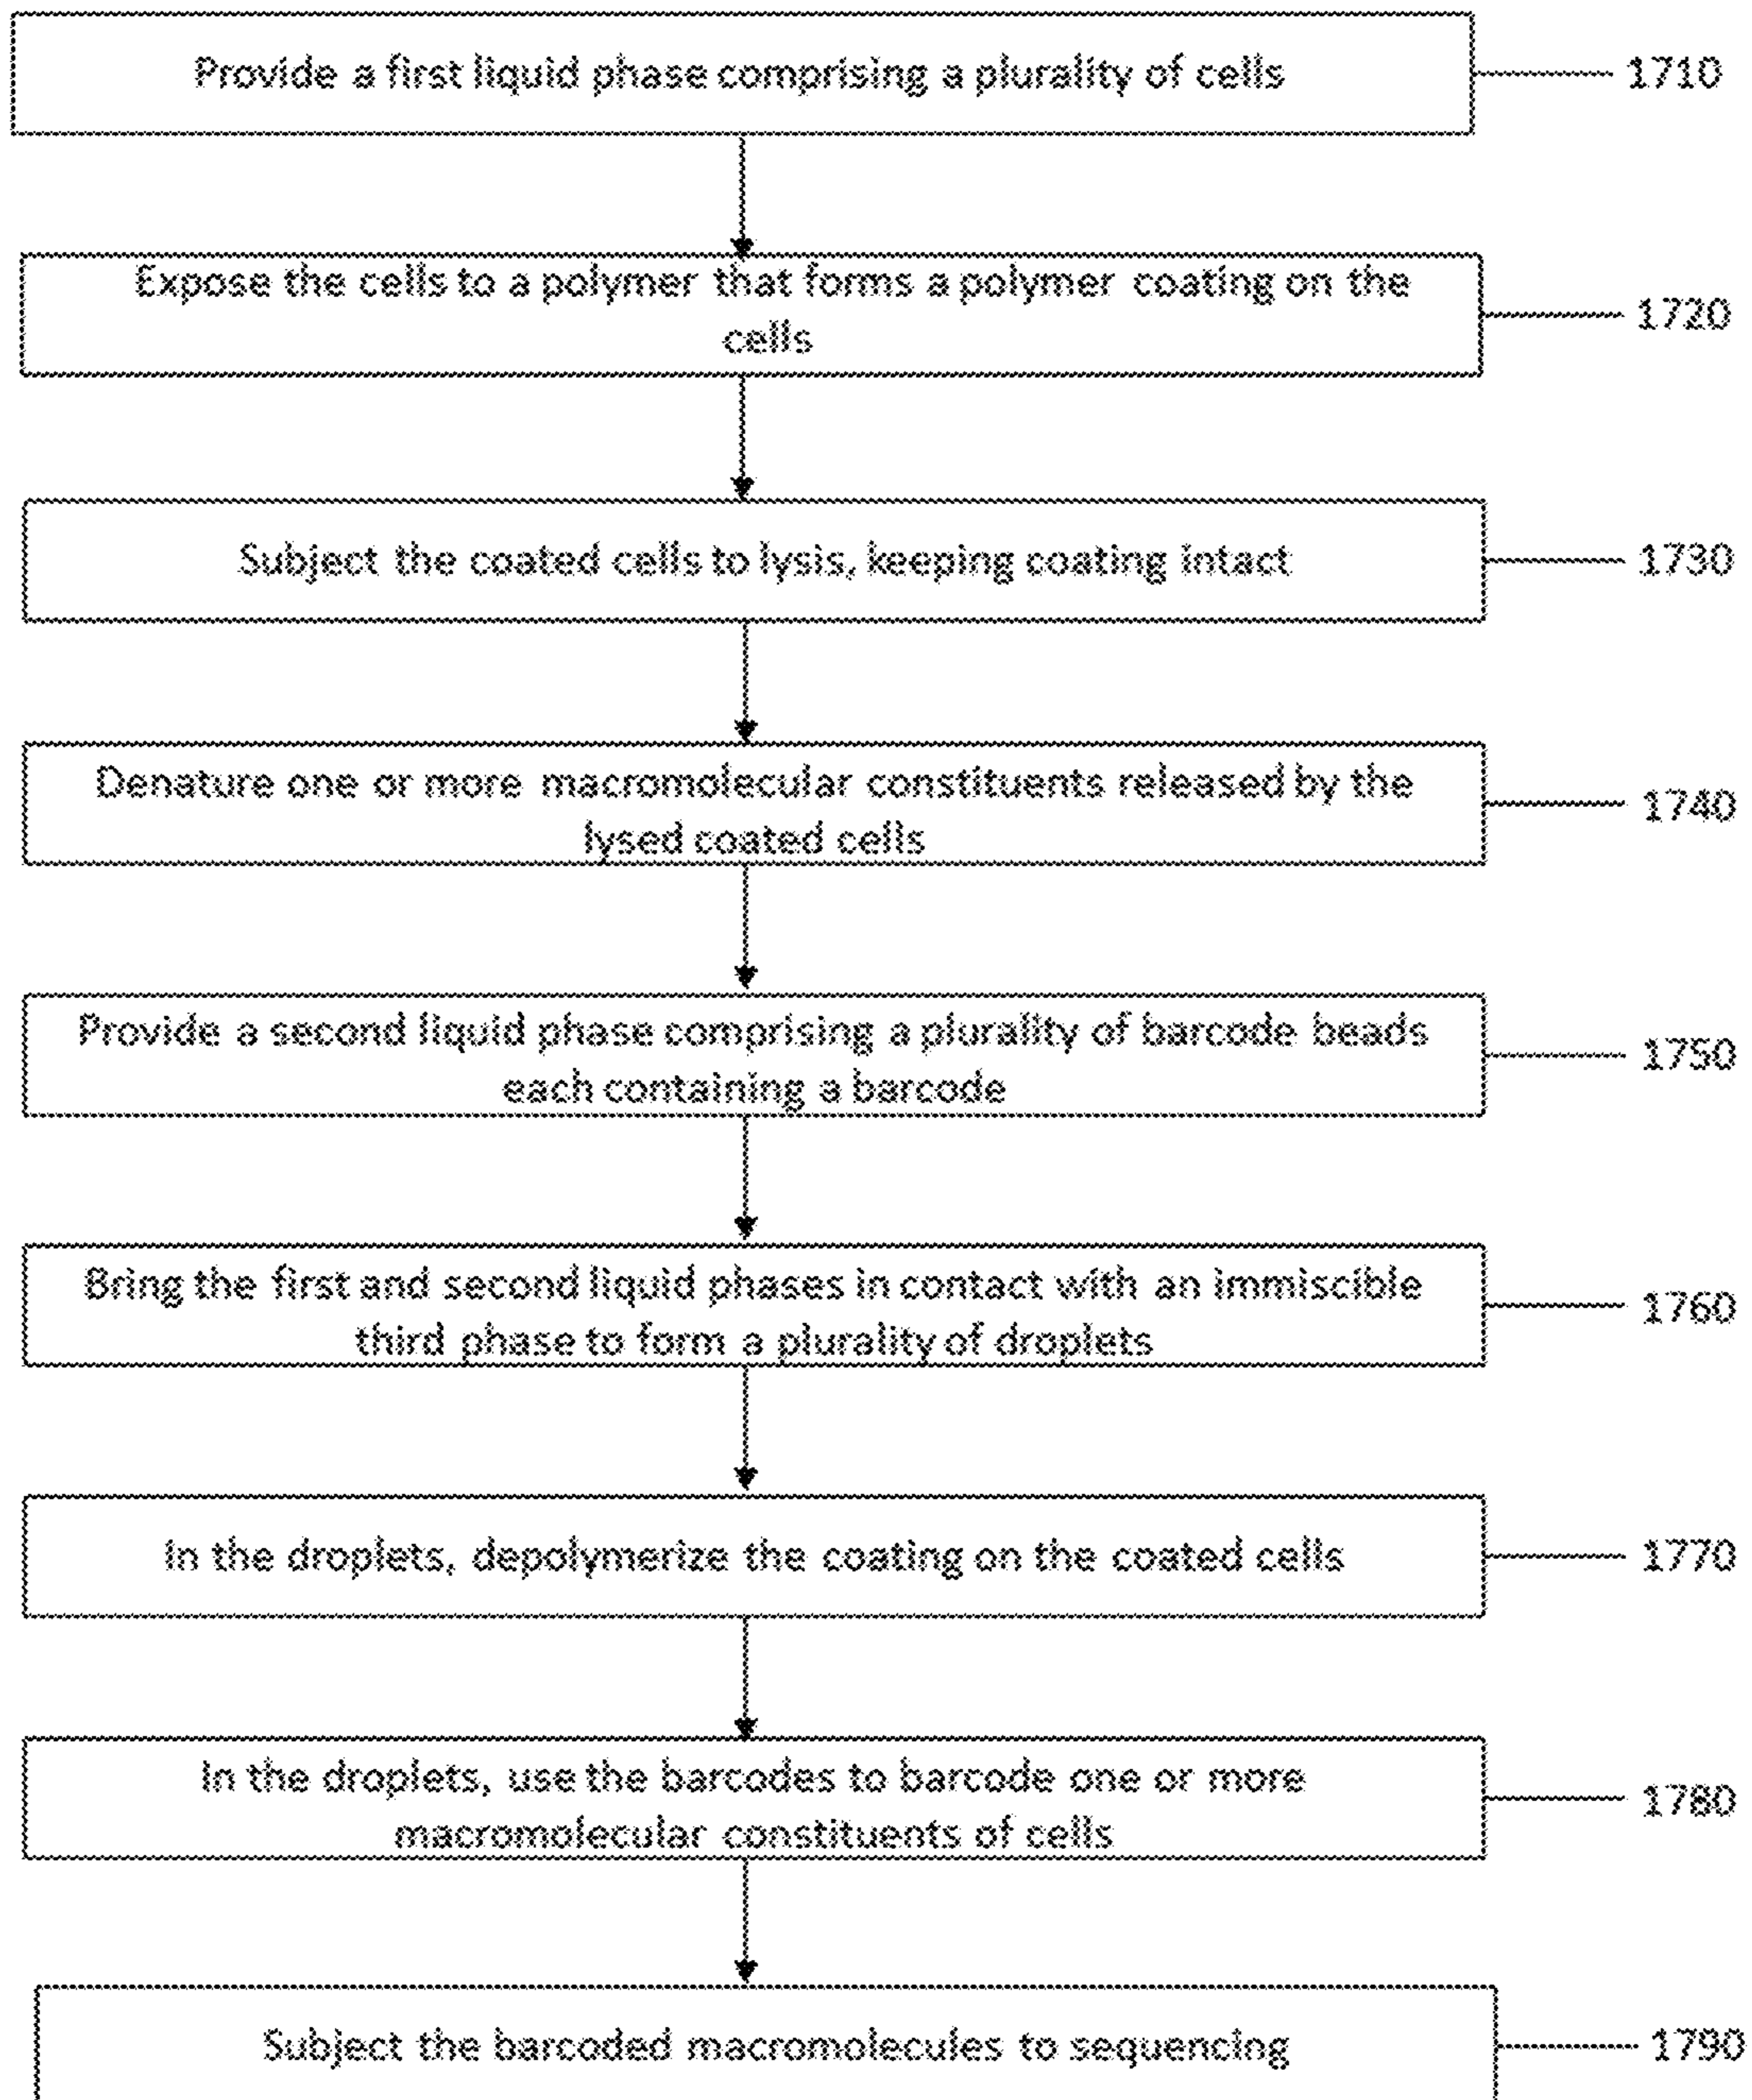 Provide a first liquid phase comprising a plurality of cells
1710
Expose the cells to a polymer that forms a polymer coating on the
cells
1720
Subject the coated cells to lysis, keeping coating intact
1730
Denature one or more macromolecular constituents released by the
lysed coated cells
1740
Provide a second liquid phase comprising a plurality of barcode beads
each containing a barcode
1750
Bring the first and second liquid phases in contact with an immiscible
third phase to form a plurality of droplets
1760
In the droplets, depolymerize the coating on the coated cells
1770
In the droplets, use the barcodes to barcode one or more
macromolecular constituents of cells
1780
Subject the barcoded macromolecules to sequencing
1790